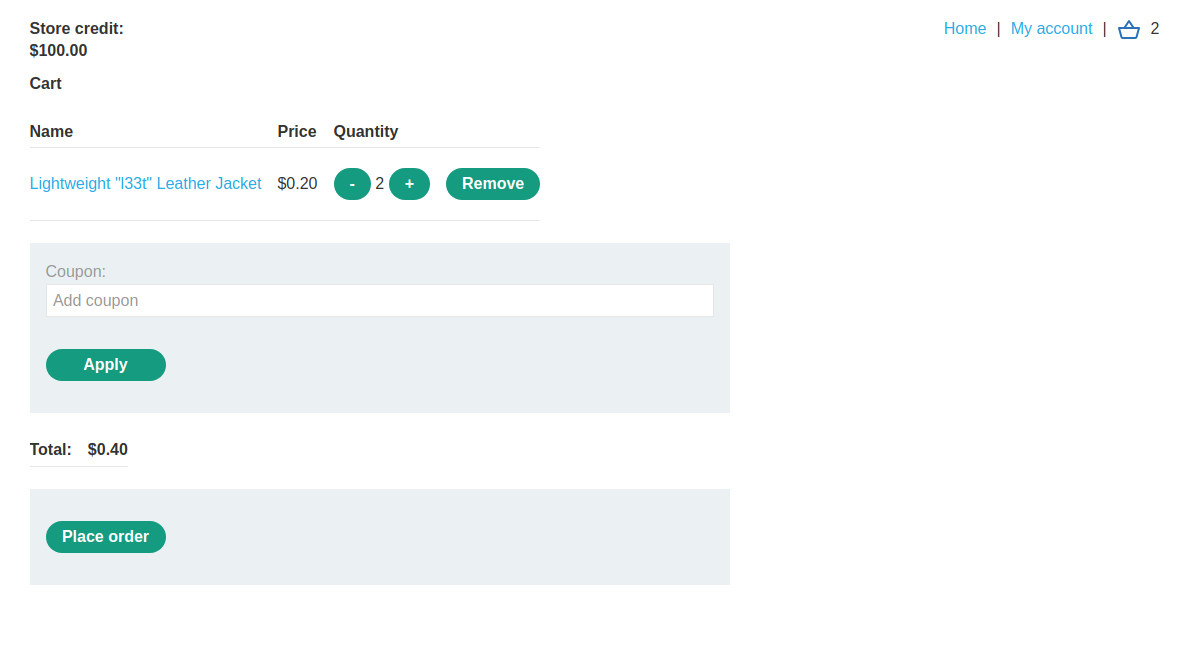 Store credit:
$100.00
Home | My account | 2
Cart
Name Price Quantity
Lightweight "l33t" Leather Jacket $0.20 - 2 + Remove
Coupon:
Add coupon
Apply
Total: $0.40
Place order